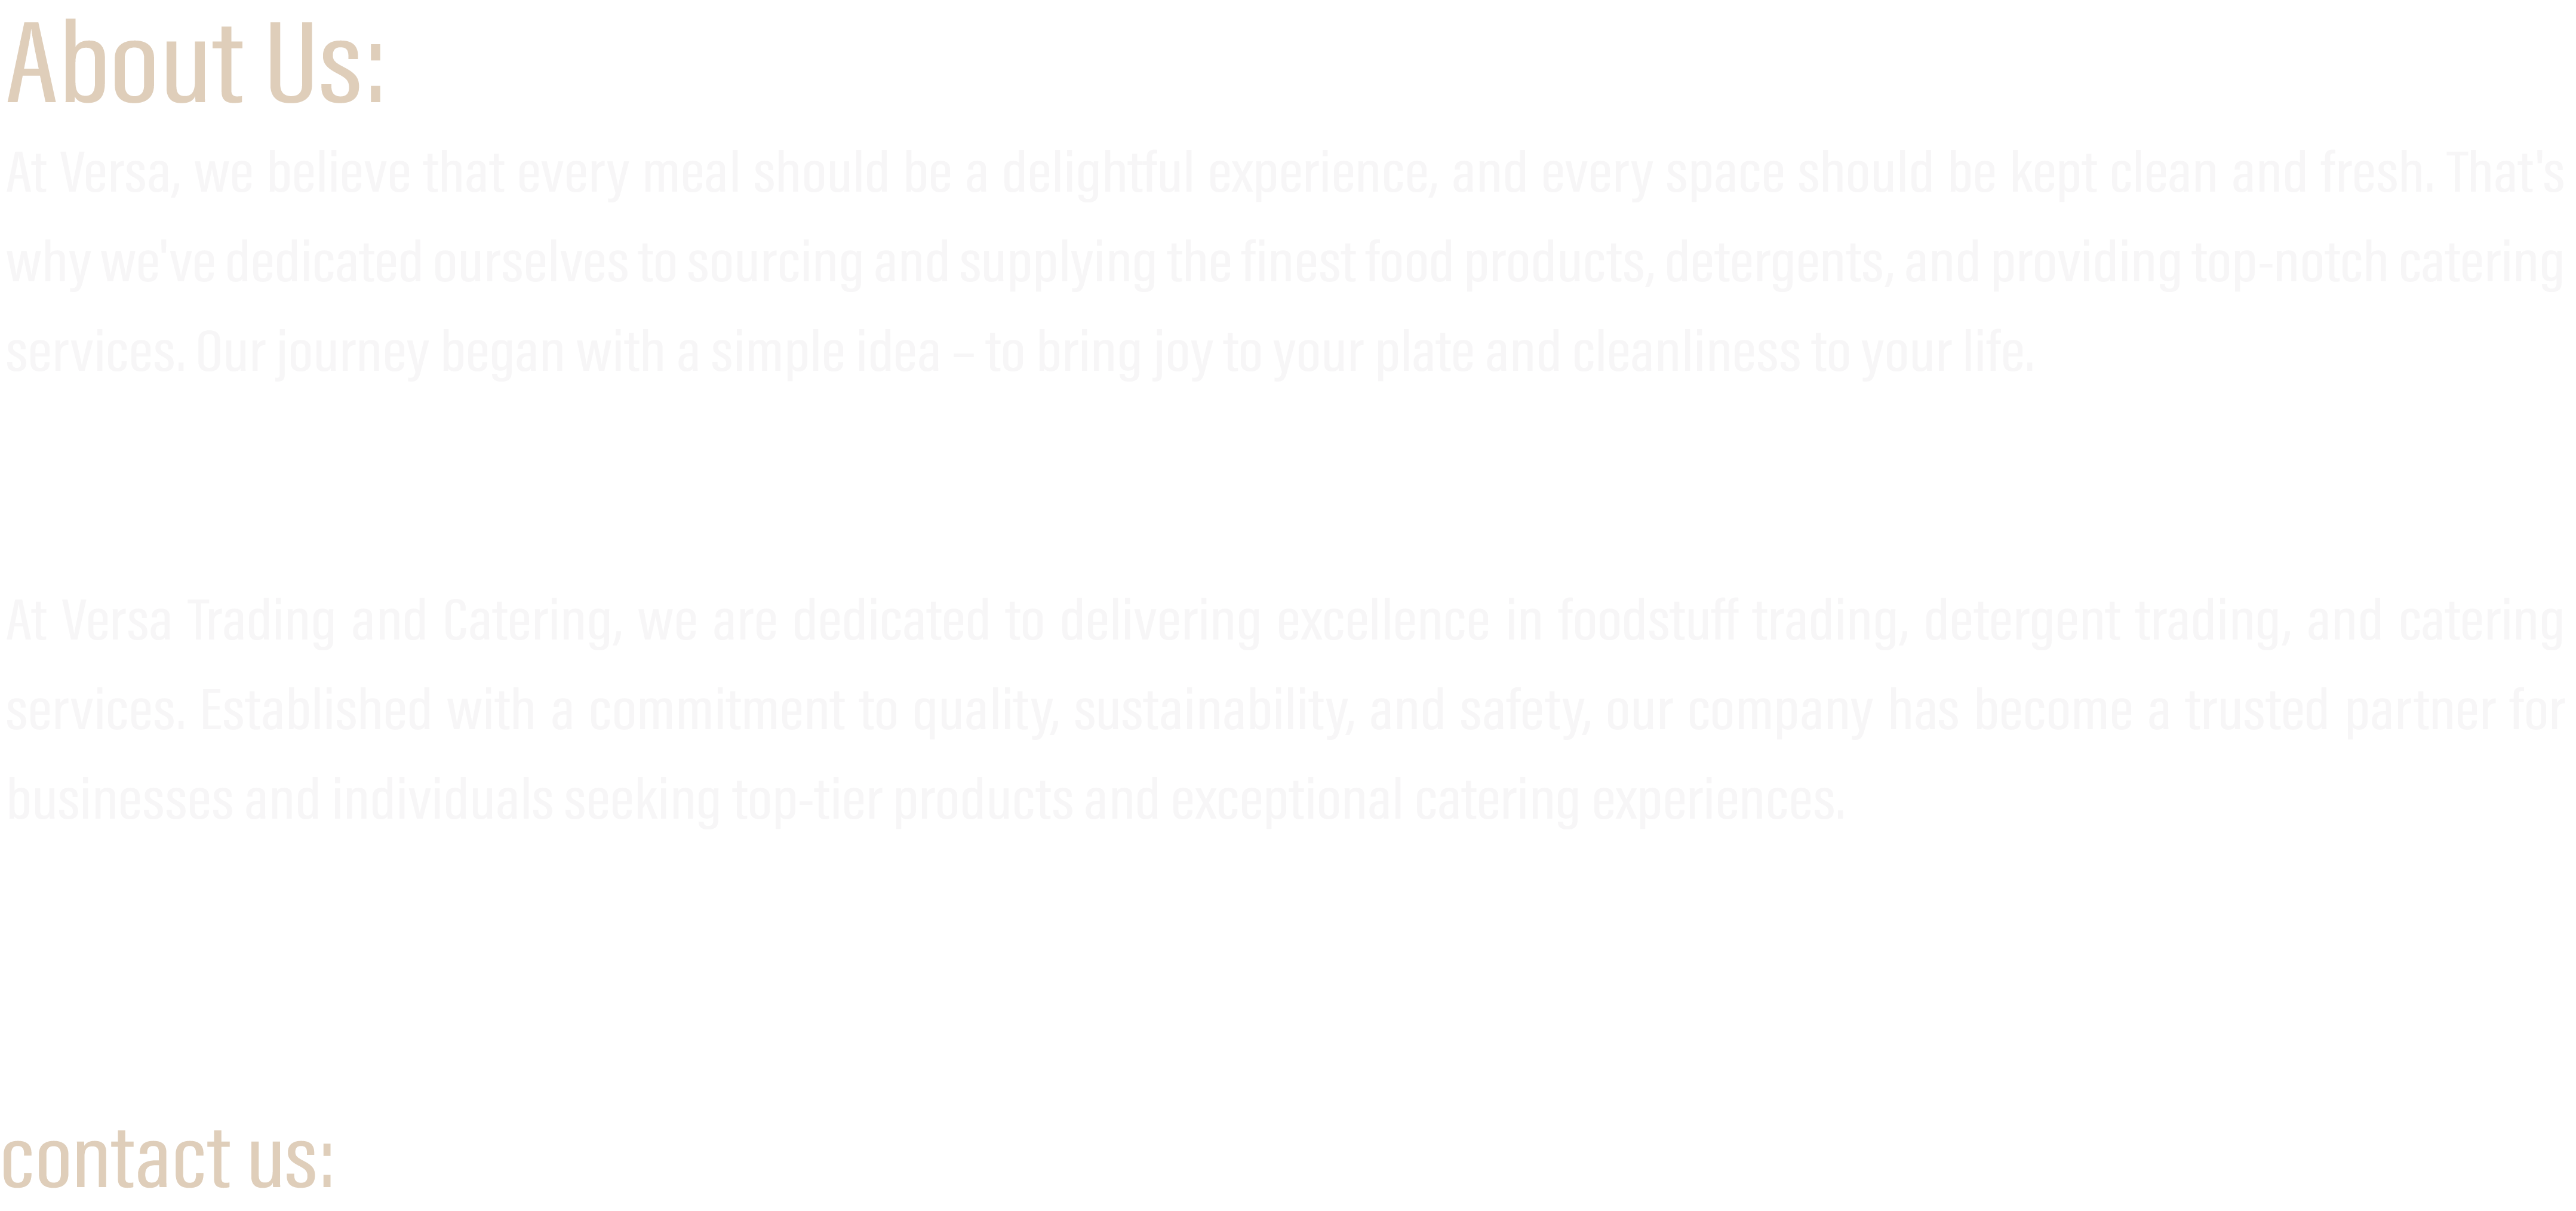 About Us:
At Versa, we believe that every meal should be a delightful experience, and every space should be kept clean and fresh. That's
why we've dedicated ourselves to sourcing and supplying the finest food products, detergents, and providing top-notch catering
services. Our journey began with a simple idea – to bring joy to your plate and cleanliness to your life.
At Versa Trading and Catering, we are dedicated to delivering excellence in foodstuff trading, detergent trading, and catering
services. Established with a commitment to quality, sustainability, and safety, our company has become a trusted partner for
businesses and individuals seeking top-tier products and exceptional catering experiences.
contact us: